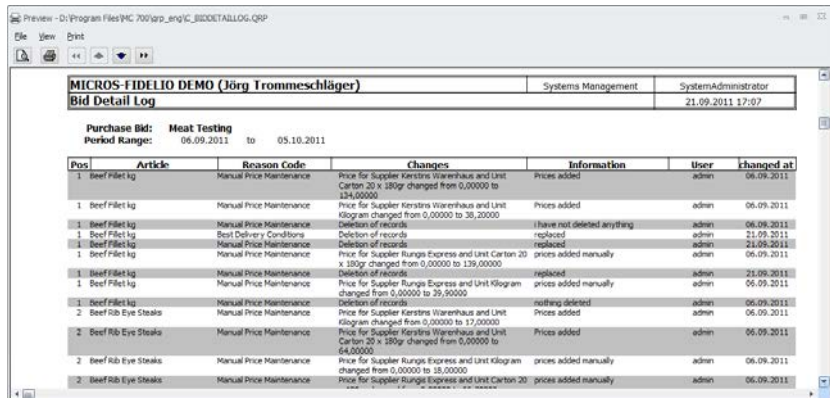 Preview - D:\Program Files\MC 700\qrp_eng\C_BIDDETAILLOG.QRP
File View Print
MICROS-FIDELIO DEMO (Jörg Trommeschläger) Systems Management SystemAdministrator
Bid Detail Log 21.09.2011 17:07
Purchase Bid: Meat Testing
Period Range: 06.09.2011 to 05.10.2011
Pos Article Reason Code Changes Information User changed at
1 Beef Fillet kg Manual Price Maintenance Price for Supplier Kerstins Warenhaus and Unit Prices added admin 06.09.2011
Carton 20 x 180gr changed from 0,00000 to
134,00000
1 Beef Fillet kg Manual Price Maintenance Price for Supplier Kerstins Warenhaus and Unit Prices added admin 06.09.2011
Kilogram changed from 0,00000 to 38,20000
1 Beef Fillet kg Manual Price Maintenance Deletion of records i have not deleted anything admin 06.09.2011
1 Beef Fillet kg Best Delivery Conditions Deletion of records replaced admin 21.09.2011
1 Beef Fillet kg Manual Price Maintenance Deletion of records replaced admin 21.09.2011
1 Beef Fillet kg Manual Price Maintenance Price for Supplier Rungis Express and Unit Carton 20 prices added manually admin 06.09.2011
x 180gr changed from 0,00000 to 139,00000
1 Beef Fillet kg Manual Price Maintenance Deletion of records replaced admin 21.09.2011
1 Beef Fillet kg Manual Price Maintenance Price for Supplier Rungis Express and Unit Kilogram prices added manually admin 06.09.2011
changed from 0,00000 to 39,90000
1 Beef Fillet kg Manual Price Maintenance Deletion of records nothing deleted admin 06.09.2011
2 Beef Rib Eye Steaks Manual Price Maintenance Price for Supplier Kerstins Warenhaus and Unit Prices added admin 06.09.2011
Kilogram changed from 0,00000 to 17,00000
2 Beef Rib Eye Steaks Manual Price Maintenance Price for Supplier Kerstins Warenhaus and Unit Prices added admin 06.09.2011
Carton 20 x 180gr changed from 0,00000 to
64,00000
2 Beef Rib Eye Steaks Manual Price Maintenance Price for Supplier Rungis Express and Unit Kilogram prices added manually admin 06.09.2011
changed from 0,00000 to 18,00000
2 Beef Rib Eye Steaks Manual Price Maintenance Price for Supplier Rungis Express and Unit Carton 20 prices added manually admin 06.09.2011